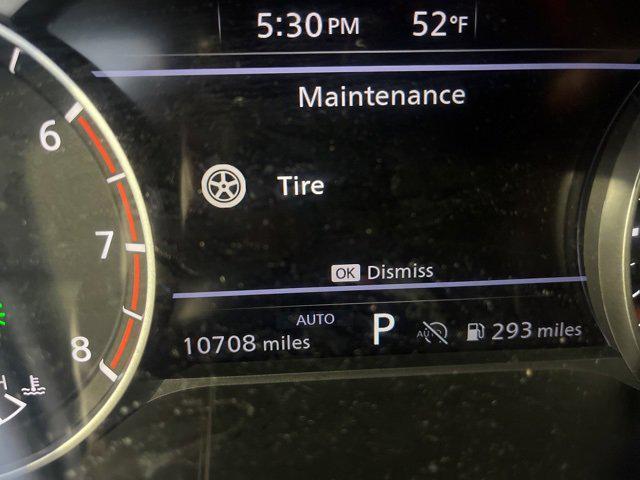 5:30 PM 52°F
Maintenance
6
Tire
7
OK Dismiss
AUTO
10708 miles P 293 miles
8
H